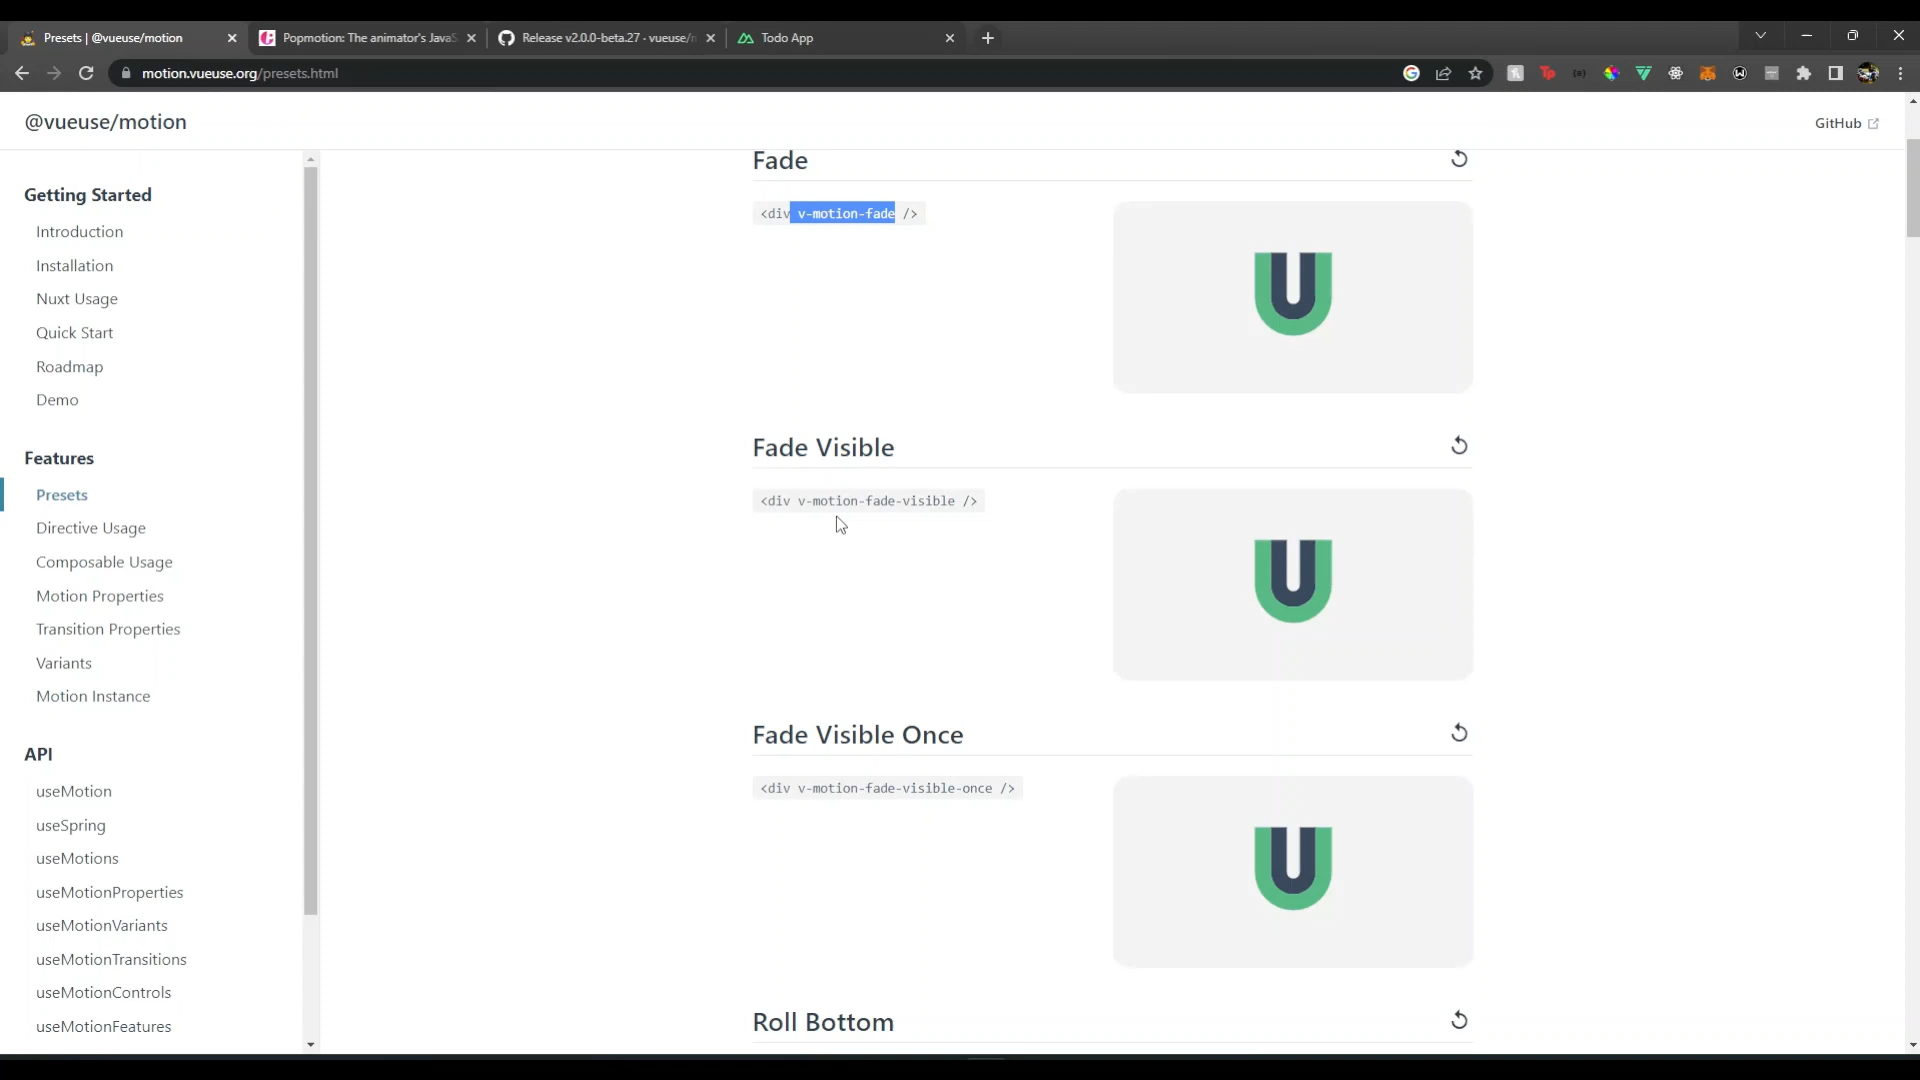 Presets | @vueuse/motion
Popmotion: The animator's JavaS
Release v2.0.0-beta.27 · vueuse/
Todo App
motion.vueuse.org/presets.html
@vueuse/motion
GitHub
Getting Started
Introduction
Installation
Nuxt Usage
Quick Start
Roadmap
Demo
Features
Presets
Directive Usage
Composable Usage
Motion Properties
Transition Properties
Variants
Motion Instance
API
useMotion
useSpring
useMotions
useMotionProperties
useMotionVariants
useMotionTransitions
useMotionControls
useMotionFeatures
Fade
<div v-motion-fade />
Fade Visible
<div v-motion-fade-visible />
Fade Visible Once
<div v-motion-fade-visible-once />
Roll Bottom